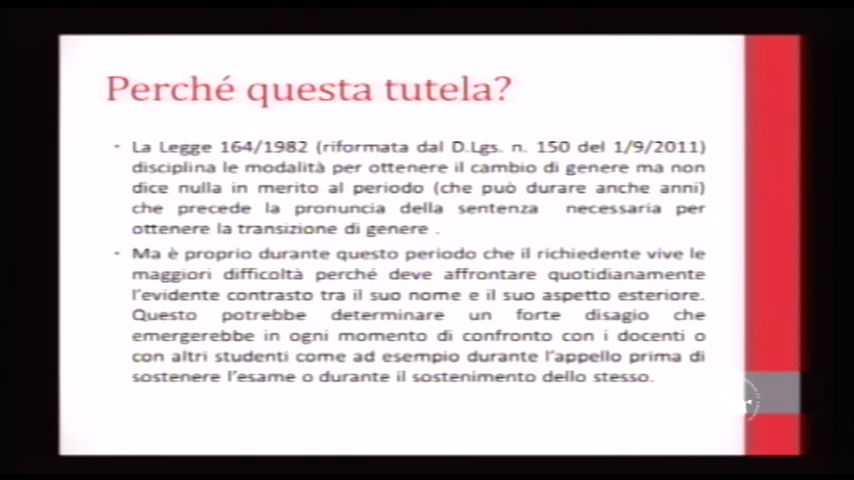 Perché questa tutela?
• La Legge 164/1982 (riformata dal D.Lgs. n. 150 del 1/9/2011)
disciplina le modalità per ottenere il cambio di genere ma non
dice nulla in merito al periodo (che può durare anche anni)
che precede la pronuncia della sentenza necessaria per
ottenere la transizione di genere .
• Ma è proprio durante questo periodo che il richiedente vive le
maggiori difficoltà perché deve affrontare quotidianamente
l'evidente contrasto tra il suo nome e il suo aspetto esteriore.
Questo potrebbe determinare un forte disagio che
emergerebbe in ogni momento di confronto con i docenti o
con altri studenti come ad esempio durante l'appello prima di
sostenere l'esame o durante il sostenimento dello stesso.